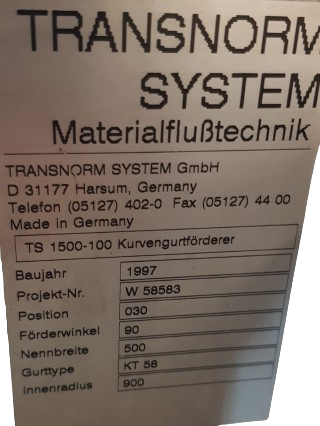 TRANSNORM
SYSTEM
Materialflußtechnik
TRANSNORM SYSTEM GmbH
D 31177 Harsum, Germany
Telefon (05127) 402-0 Fax (05127) 44 00
Made in Germany
TS 1500-100 Kurvengurtförderer
Baujahr 1997
Projekt-Nr. W 58583
Position 030
Förderwinkel 90
Nennbreite 500
Gurttype KT 58
Innenradius 900